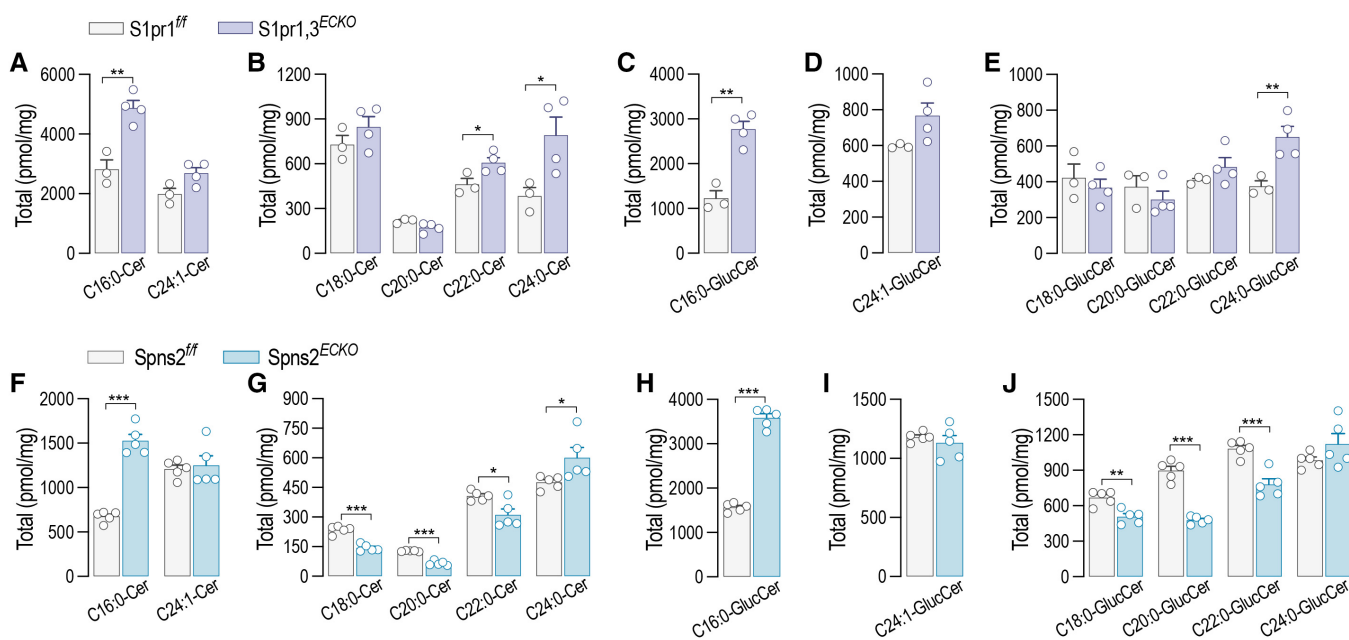 S1pr1f/f S1pr1,3ECKO
A B C D E
Total (pmol/mg) 6000 4000 2000 0 ** C16:0-Cer C24:1-Cer
Total (pmol/mg) 1200 900 600 300 0 * * C18:0-Cer C20:0-Cer C22:0-Cer C24:0-Cer
Total (pmol/mg) 4000 3000 2000 1000 0 ** C16:0-GlucCer
Total (pmol/mg) 1000 800 600 400 200 0 C24:1-GlucCer
Total (pmol/mg) 1000 800 600 400 200 0 ** C18:0-GlucCer C20:0-GlucCer C22:0-GlucCer C24:0-GlucCer
Spns2f/f Spns2ECKO
F G H I J
Total (pmol/mg) 2000 1500 1000 500 0 *** C16:0-Cer C24:1-Cer
Total (pmol/mg) 900 750 600 450 300 150 0 *** *** * * C18:0-Cer C20:0-Cer C22:0-Cer C24:0-Cer
Total (pmol/mg) 4000 3000 2000 1000 0 *** C16:0-GlucCer
Total (pmol/mg) 1500 1000 500 0 C24:1-GlucCer
Total (pmol/mg) 1500 1200 900 600 300 0 ** *** *** C18:0-GlucCer C20:0-GlucCer C22:0-GlucCer C24:0-GlucCer